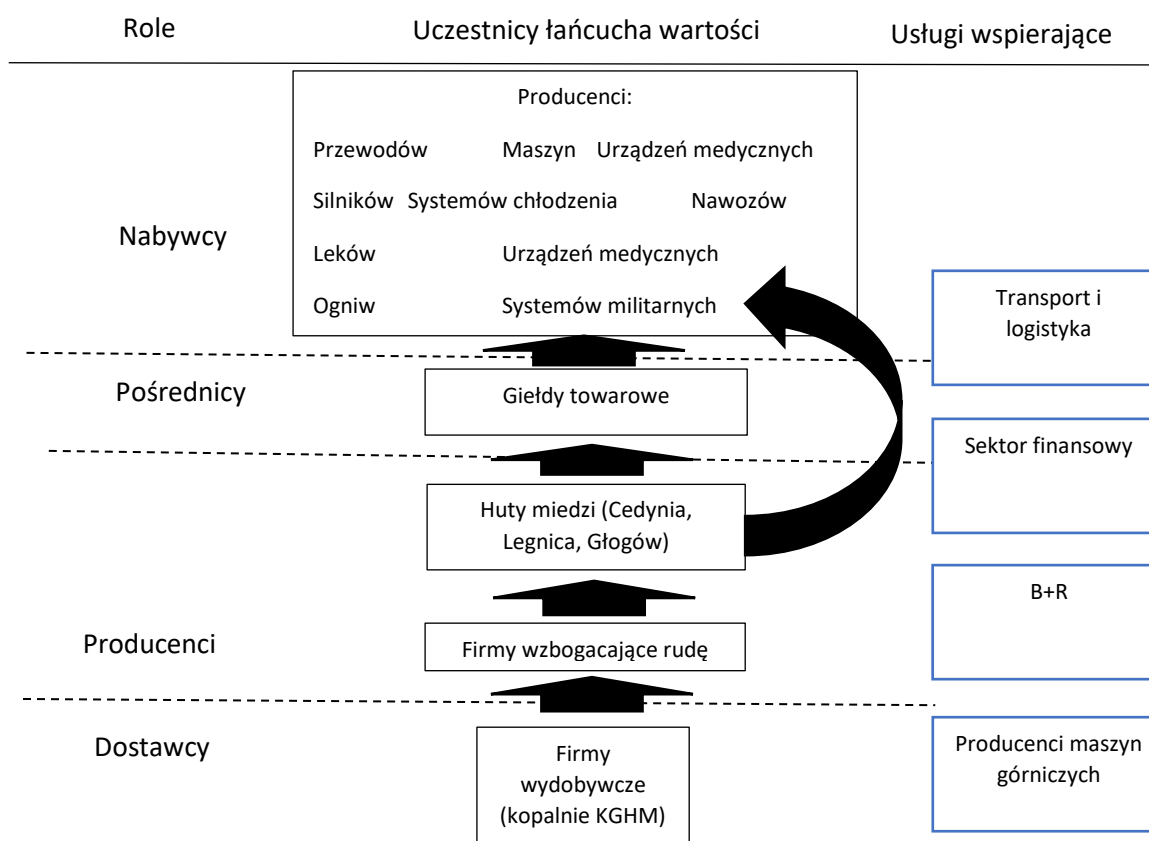 Role
Uczestnicy łańcucha wartości
Usługi wspierające
Producenci:
Przewodów Maszyn Urządzeń medycznych
Silników Systemów chłodzenia Nawozów
Nabywcy
Leków Urządzeń medycznych
Ogniw Systemów militarnych
Transport i
logistyka
Pośrednicy
Giełdy towarowe
Sektor finansowy
Huty miedzi (Cedynia,
Legnica, Głogów)
B+R
Producenci
Firmy wzbogacające rudę
Dostawcy
Firmy
wydobywcze
(kopalnie KGHM)
Producenci maszyn
górniczych